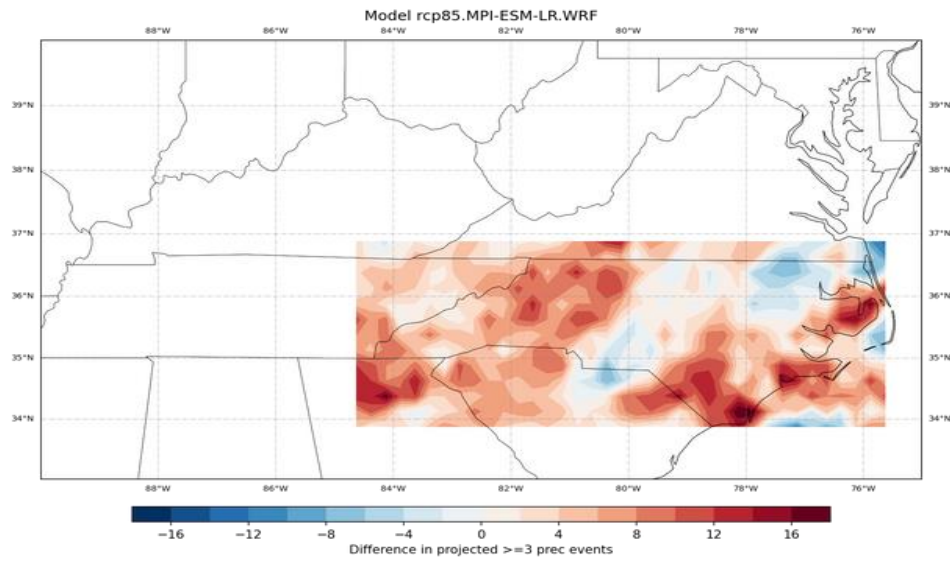 Model rcp85.MPI-ESM-LR.WRF
88°W 86°W 84°W 82°W 80°W 78°W 76°W
39°N 39°N
38°N 38°N
37°N 37°N
36°N 36°N
35°N 35°N
34°N 34°N
88°W 86°W 84°W 82°W 80°W 78°W 76°W
−16 −12 −8 −4 0 4 8 12 16
Difference in projected >=3 prec events